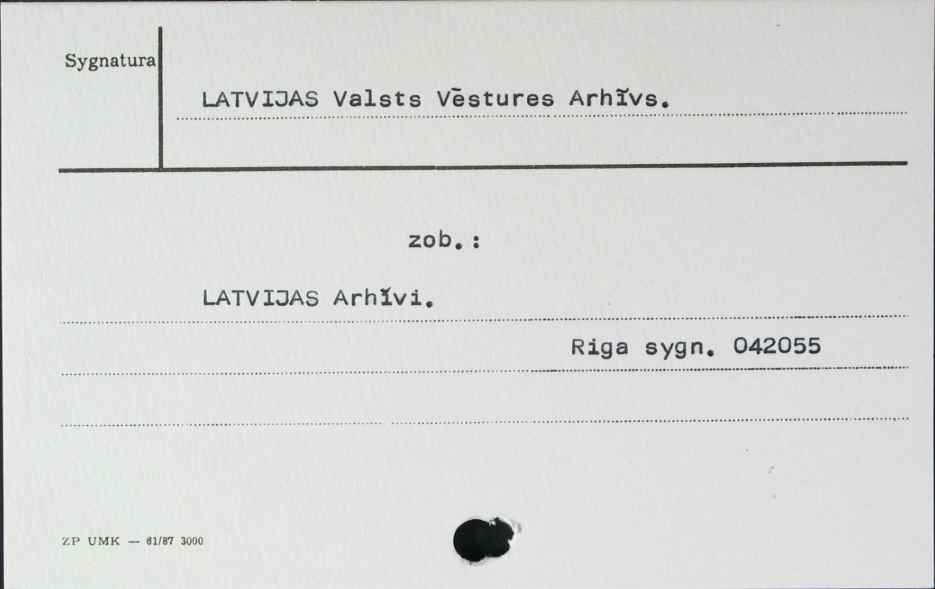 Sygnatura
LATVIJAS Valsts Vēstures Arhīvs.
zob.:
LATVIJAS Arhīvi.
Riga sygn. 042055
ZP UMK — 61/87 3000